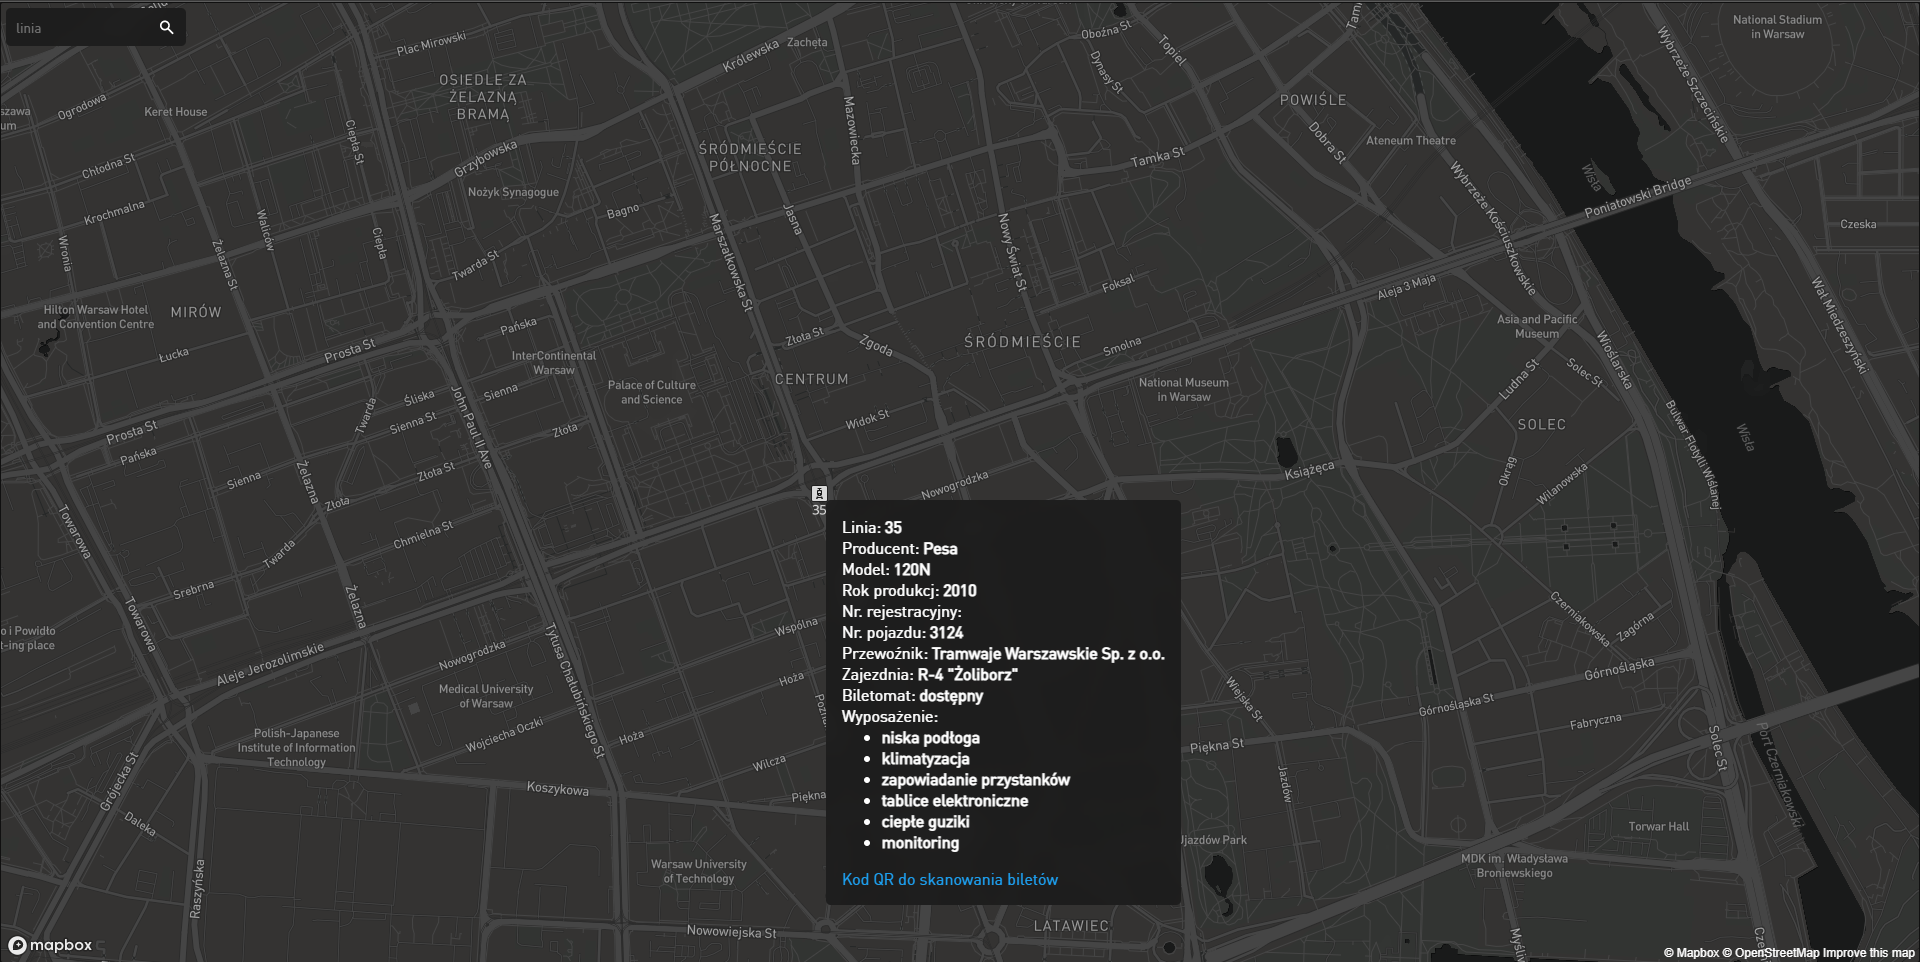 linia
Plac Mirowski
Królewska
Zachęta
Oboźna St
Dynasy St
Topiel
National Stadium
in Warsaw
Wybrzeże Szczecińskie
OSIEDLE ZA
ŻELAZNĄ
BRAMĄ
Ogrodowa
Keret House
Ciepła St
Mazowiecka
POWIŚLE
Dobra St
Ateneum Theatre
Chłodna St
Grzybowska
ŚRÓDMIEŚCIE
PÓŁNOCNE
Tamka St
Nożyk Synagogue
Wisła
Poniatowski Bridge
Wybrzeże Kościuszkowskie
Krochmalna
Waliców
Bagno
Jasna
Marszałkowska St
Nowy Świat St
Czeska
Wronia
Żelazna St
Ciepła
Twarda St
Foksal
Aleja 3 Maja
Wał Miedzeszyński
Hilton Warsaw Hotel
and Convention Centre
MIRÓW
Pańska
Asia and Pacific
Museum
Łucka
Prosta St
InterContinental
Warsaw
Złota St
Zgoda
ŚRÓDMIEŚCIE
Smolna
Wioślarska
CENTRUM
Palace of Culture
and Science
National Museum
in Warsaw
Solec St
Ludna St
Śliska
Sienna
Twarda
Sienna St
John Paul II Ave
Złota
Widok St
SOLEC
Bulwar Flotylli Wiślanej
Wisła
Prosta St
Pańska
Sienna
Żelazna
Złota St
Złota
Książęca
Okrąg
Wilanowska
Nowogrodzka
35
Towarowa
Chmielna St
Twarda
Linia: 35
Producent: Pesa
Model: 120N
Rok produkcj: 2010
Nr. rejestracyjny:
Nr. pojazdu: 3124
Przewoźnik: Tramwaje Warszawskie Sp. z o.o.
Zajezdnia: R-4 "Żoliborz"
Biletomat: dostępny
Wyposażenie:
niska podłoga
klimatyzacja
zapowiadanie przystanków
tablice elektroniczne
ciepłe guziki
monitoring
Kod QR do skanowania biletów
Srebrna
Żelazna
Towarowa
Tytusa Chałubińskiego St
Wspólna
Czerniakowska
Zagórna
Aleje Jerozolimskie
Nowogrodzka
Hoża
Górnośląska
Medical University
of Warsaw
Wiejska St
Górnośląska St
Fabryczna
Polish-Japanese
Institute of Information
Technology
Wojciecha Oczki
Hoża
Piękna St
Solec St
Port Czerniakowski
Grójecka St
Koszykowa
Wilcza
Piękna
Jazdów
Daleka
Torwar Hall
Raszyńska
Warsaw University
of Technology
MDK im. Władysława
Broniewskiego
Nowowiejska St
LATAWIEC
mapbox
© Mapbox © OpenStreetMap Improve this map